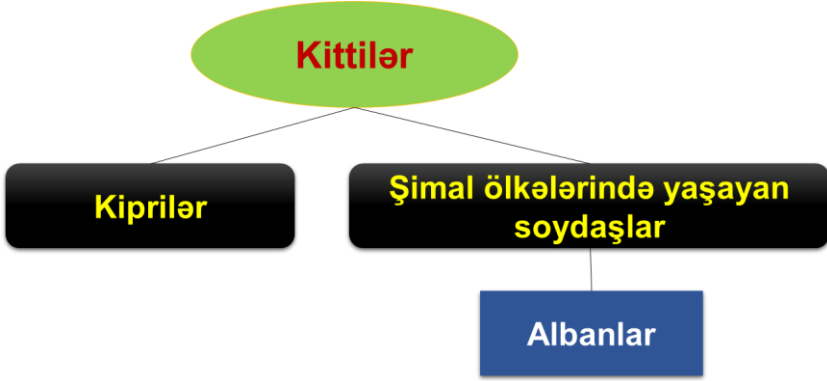 Kittilər
Kiprilər
Şimal ölkələrində yaşayan
soydaşlar
Albanlar